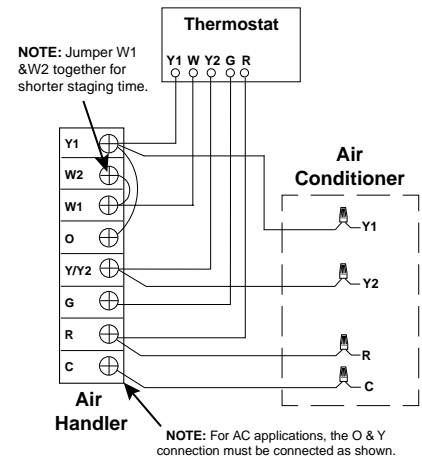 Thermostat
Y1 W Y2 G R
NOTE: Jumper W1
&W2 together for
shorter staging time.
Y1
W2
W1
O
Y/Y2
G
R
C
Air
Handler
Air
Conditioner
Y1
Y2
R
C
NOTE: For AC applications, the O & Y
connection must be connected as shown.